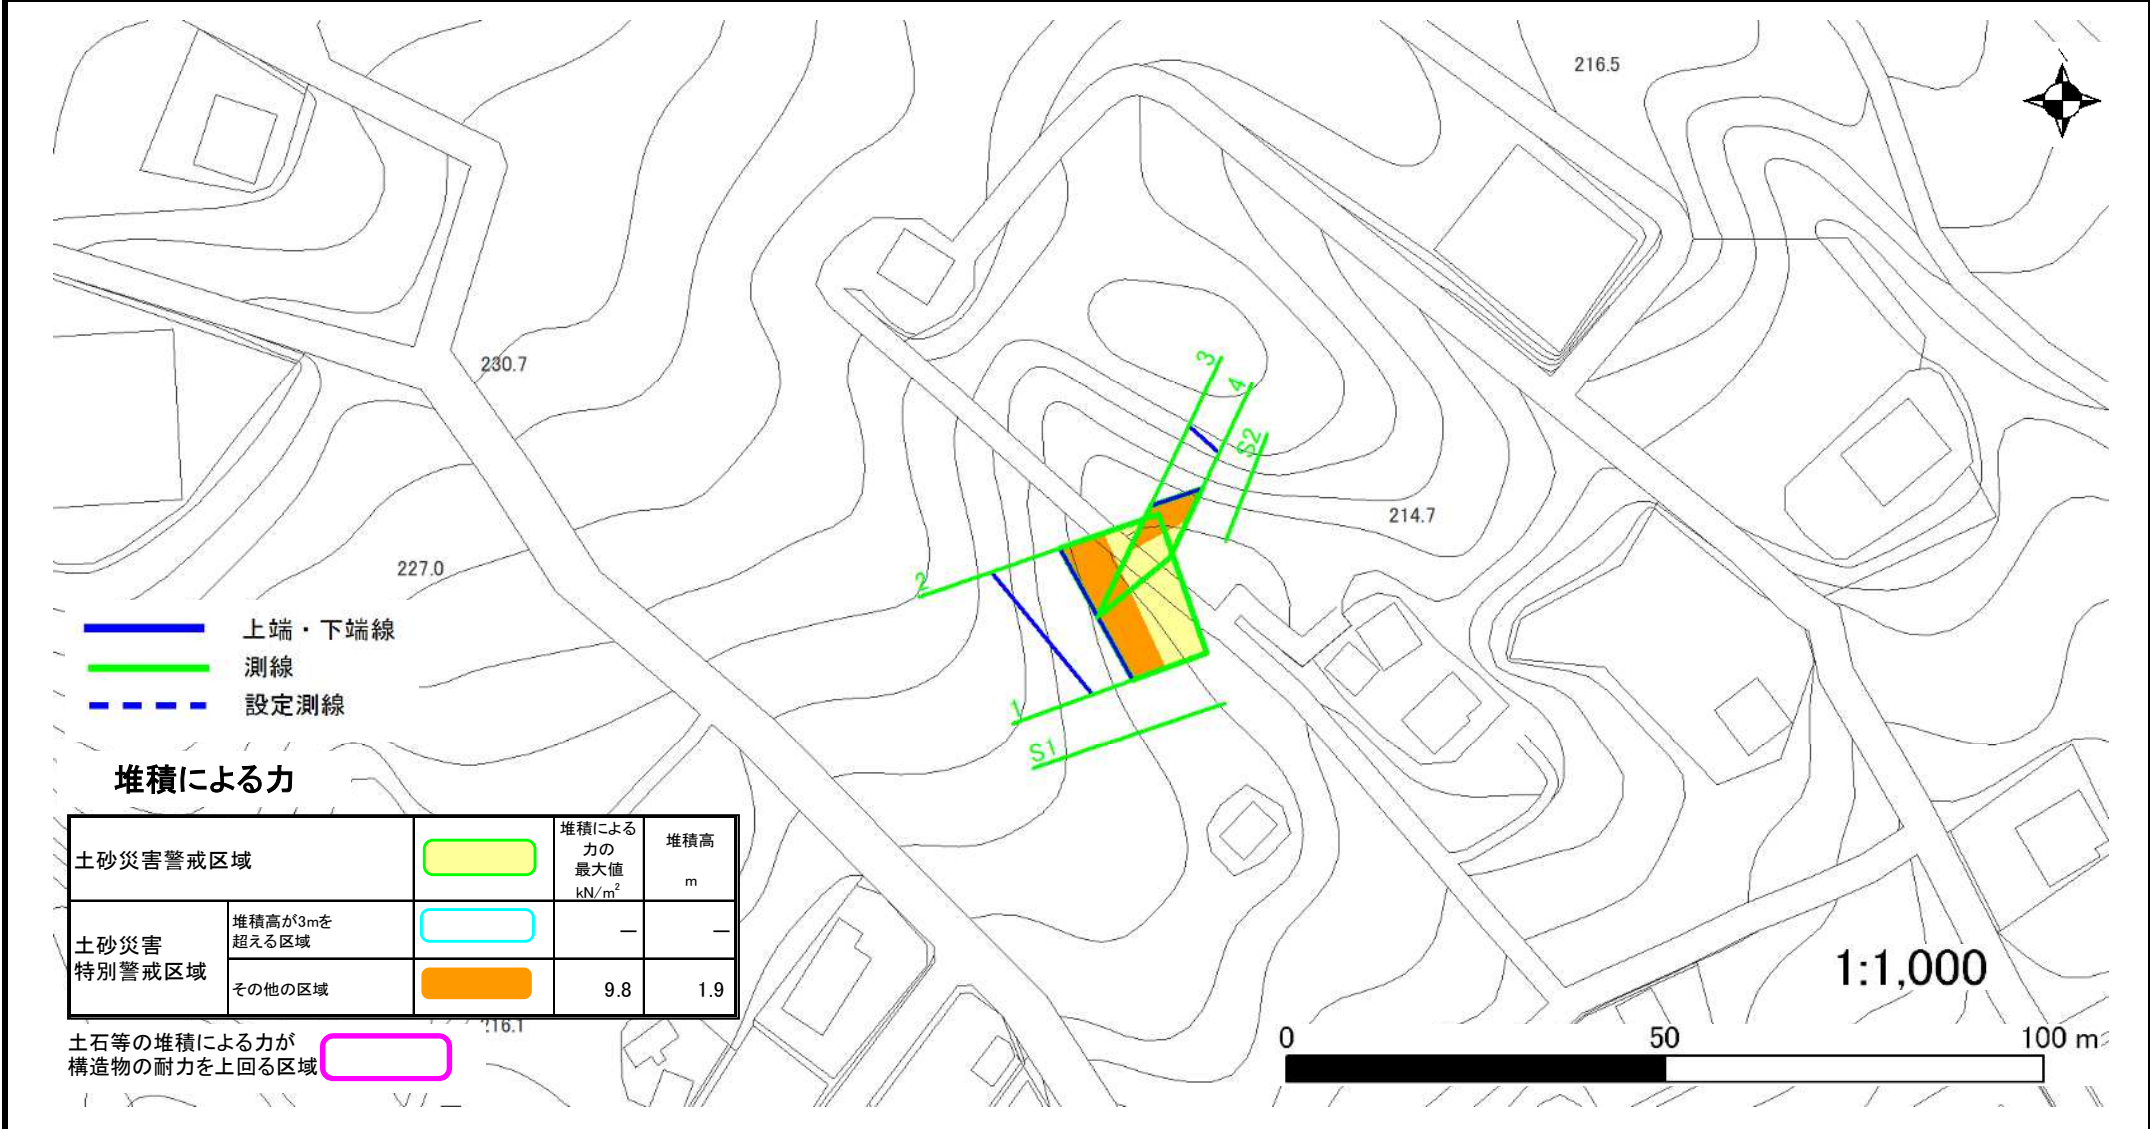 216.5
3
4
S2
230.7
214.7
227.0
2
1
S1
上端・下端線
測線
設定測線
堆積による力
土砂災害警戒区域
堆積による
力の
最大値
kN/m²
堆積高
m
土砂災害
特別警戒区域
堆積高が3mを
超える区域
―
―
その他の区域
9.8
1.9
土石等の堆積による力が
構造物の耐力を上回る区域
1:1,000
0
50
100 m